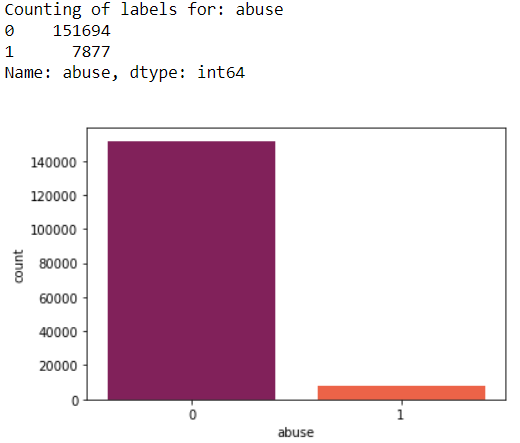 Counting of labels for: abuse
0    151694
1      7877
Name: abuse, dtype: int64
140000
120000
100000
80000
60000
40000
20000
0
count
0 1
abuse